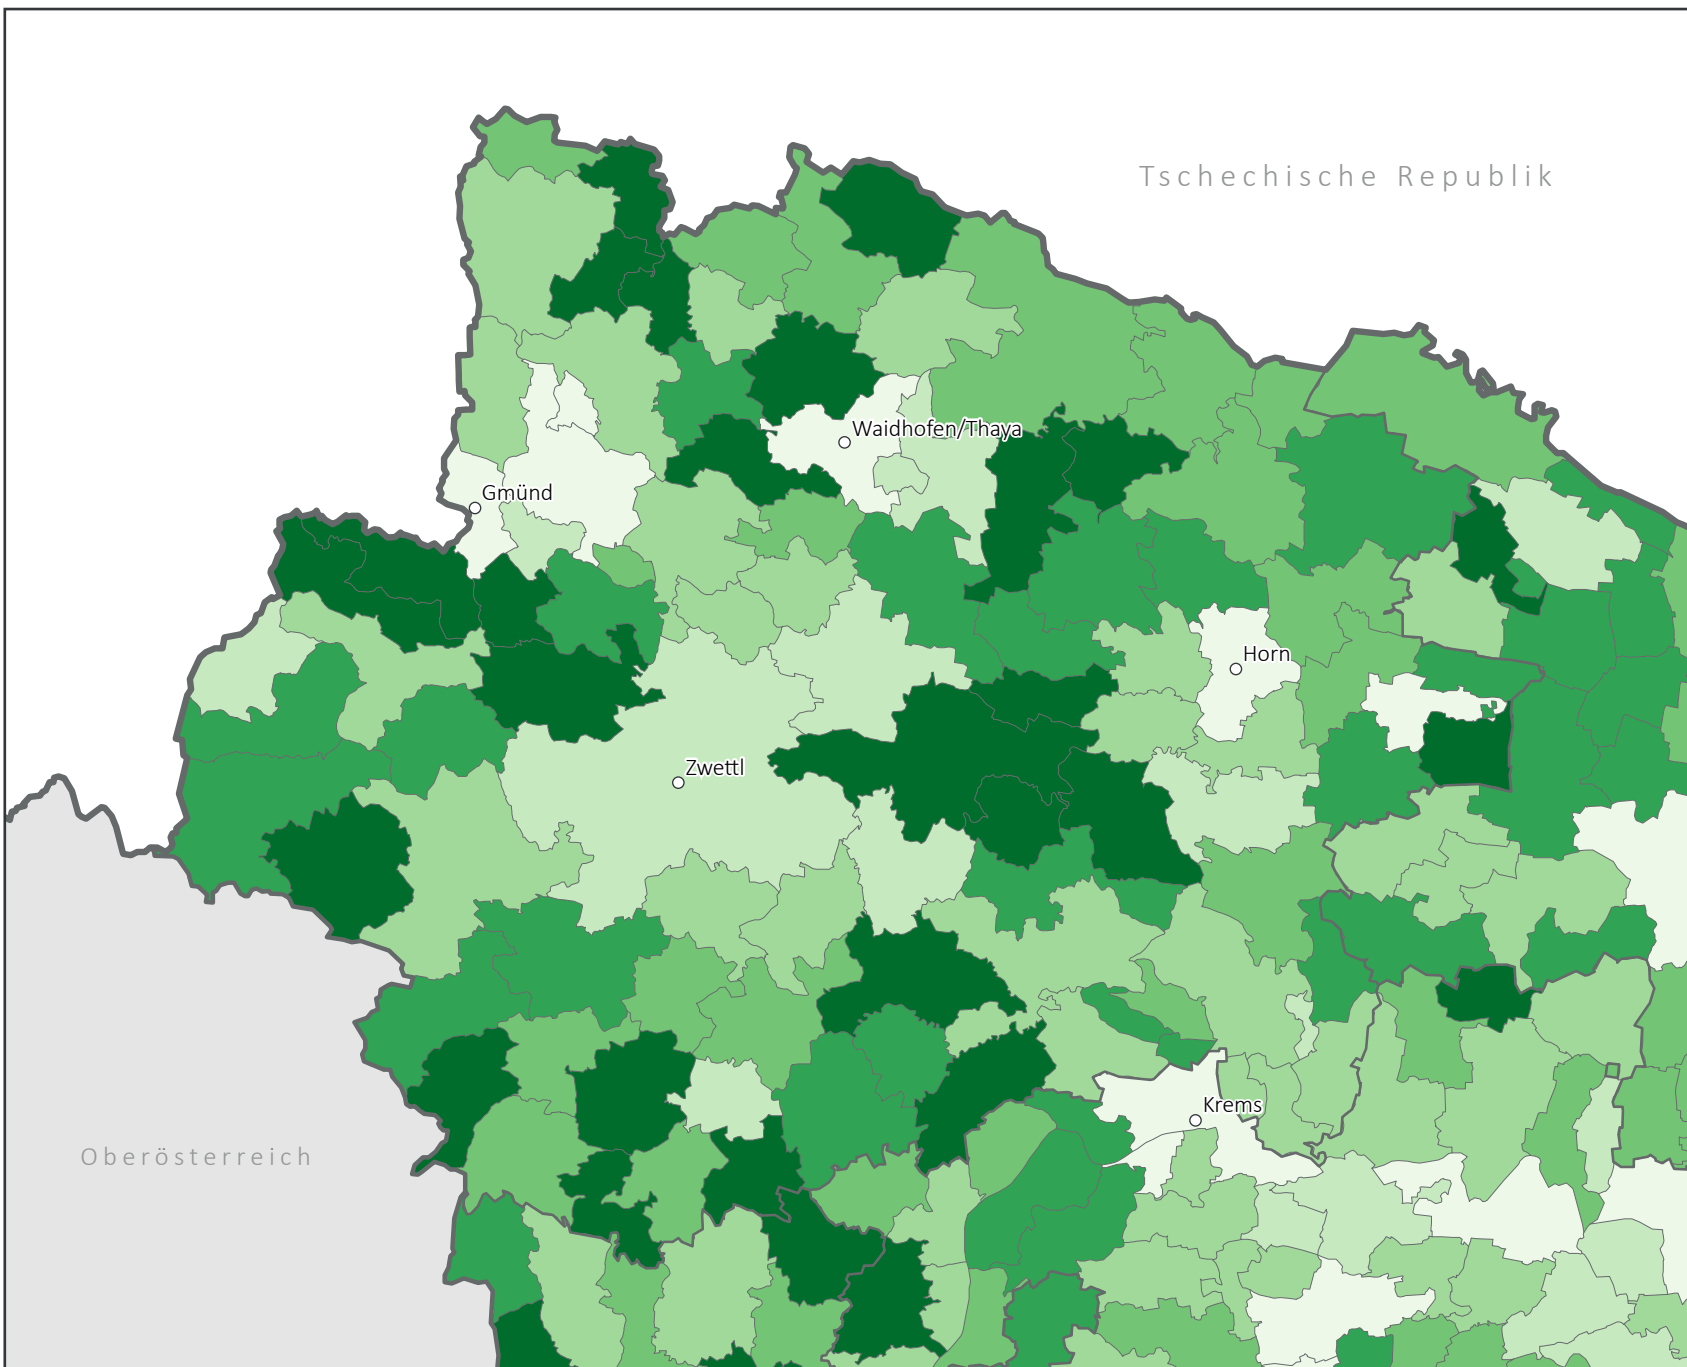 Tschechische Republik
Waidhofen/Thaya
Gmünd
Horn
Zwettl
Krems
Oberösterreich